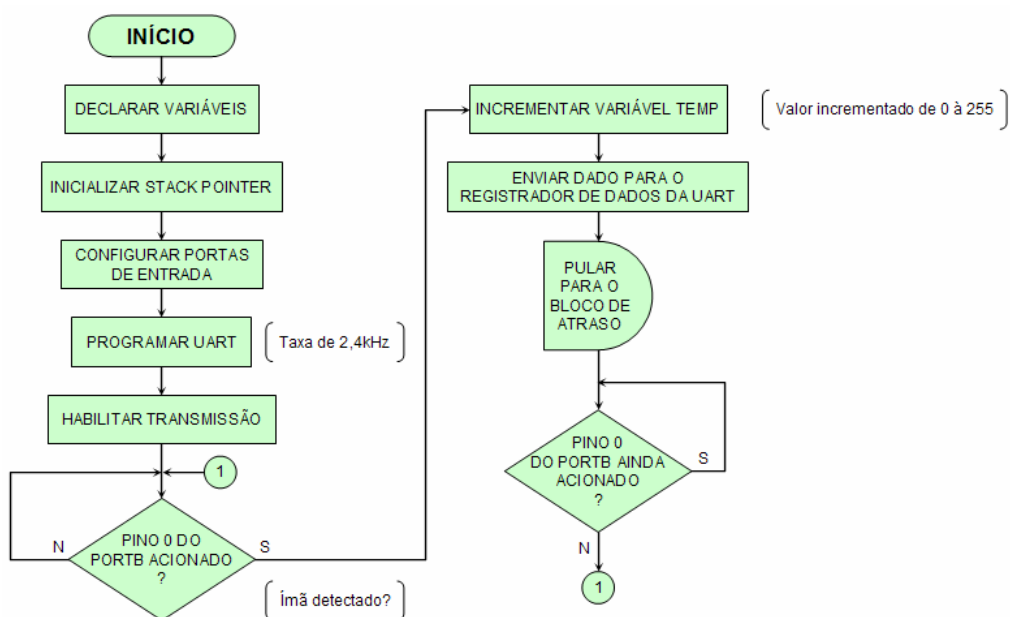 INÍCIO
DECLARAR VARIÁVEIS
INICIALIZAR STACK POINTER
CONFIGURAR PORTAS
DE ENTRADA
PROGRAMAR UART
Taxa de 2,4kHz
HABILITAR TRANSMISSÃO
1
PINO 0 DO
PORTB ACIONADO
?
N
S
Ímã detectado?
INCREMENTAR VARIÁVEL TEMP
Valor incrementado de 0 à 255
ENVIAR DADO PARA O
REGISTRADOR DE DADOS DA UART
PULAR
PARA O
BLOCO DE
ATRASO
PINO 0
DO PORTB AINDA
ACIONADO
?
S
N
1